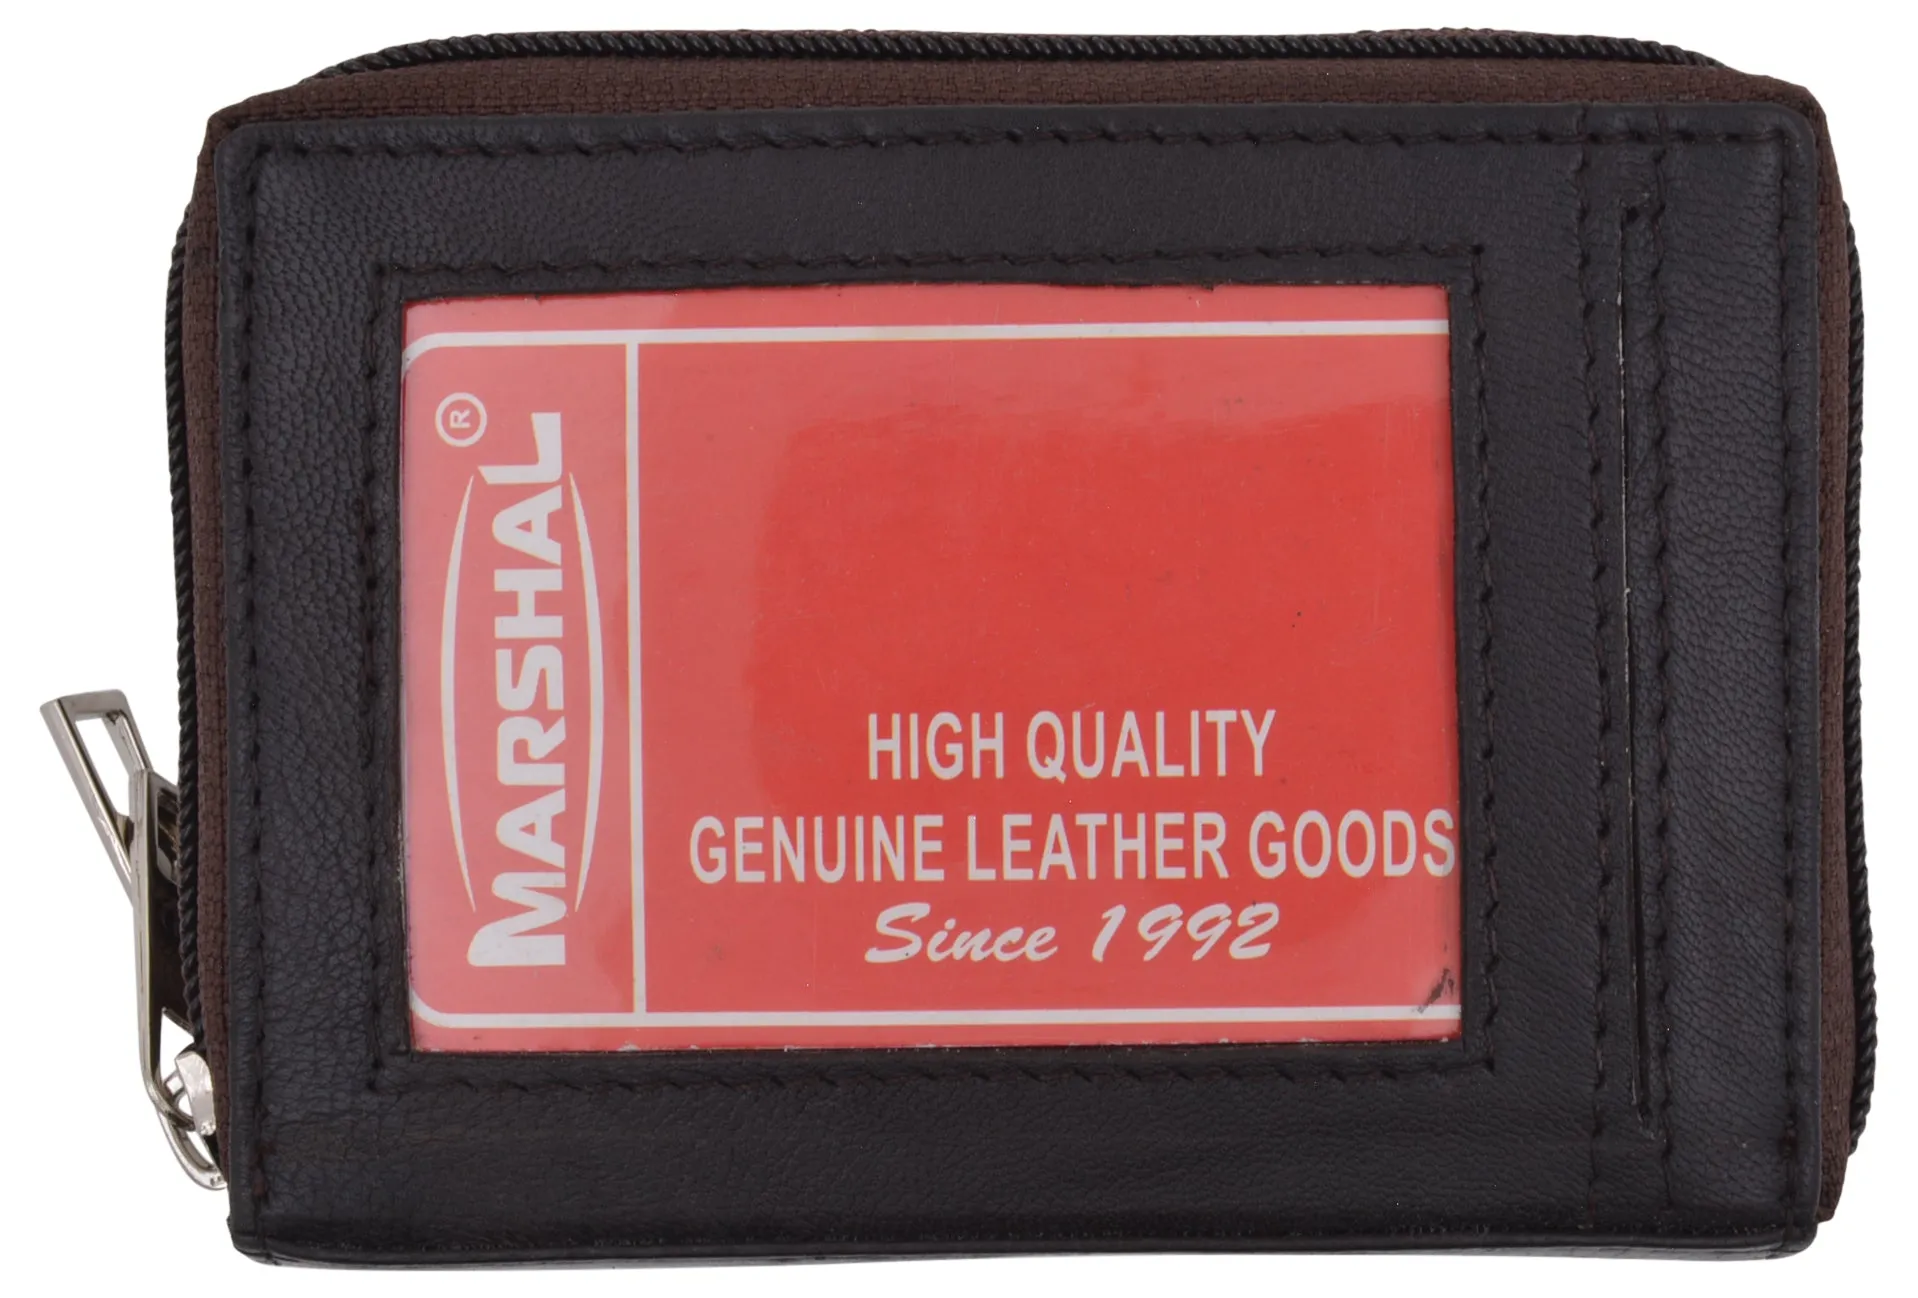 MARSHAL ®
HIGH QUALITY
GENUINE LEATHER GOODS
Since 1992